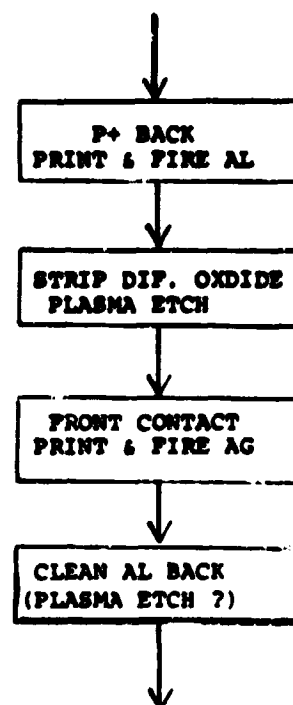 P+ BACK
PRINT & FIRE AL
STRIP DIF. OXDIDE
PLASMA ETCH
FRONT CONTACT
PRINT & FIRE AG
CLEAN AL BACK
(PLASMA ETCH ?)